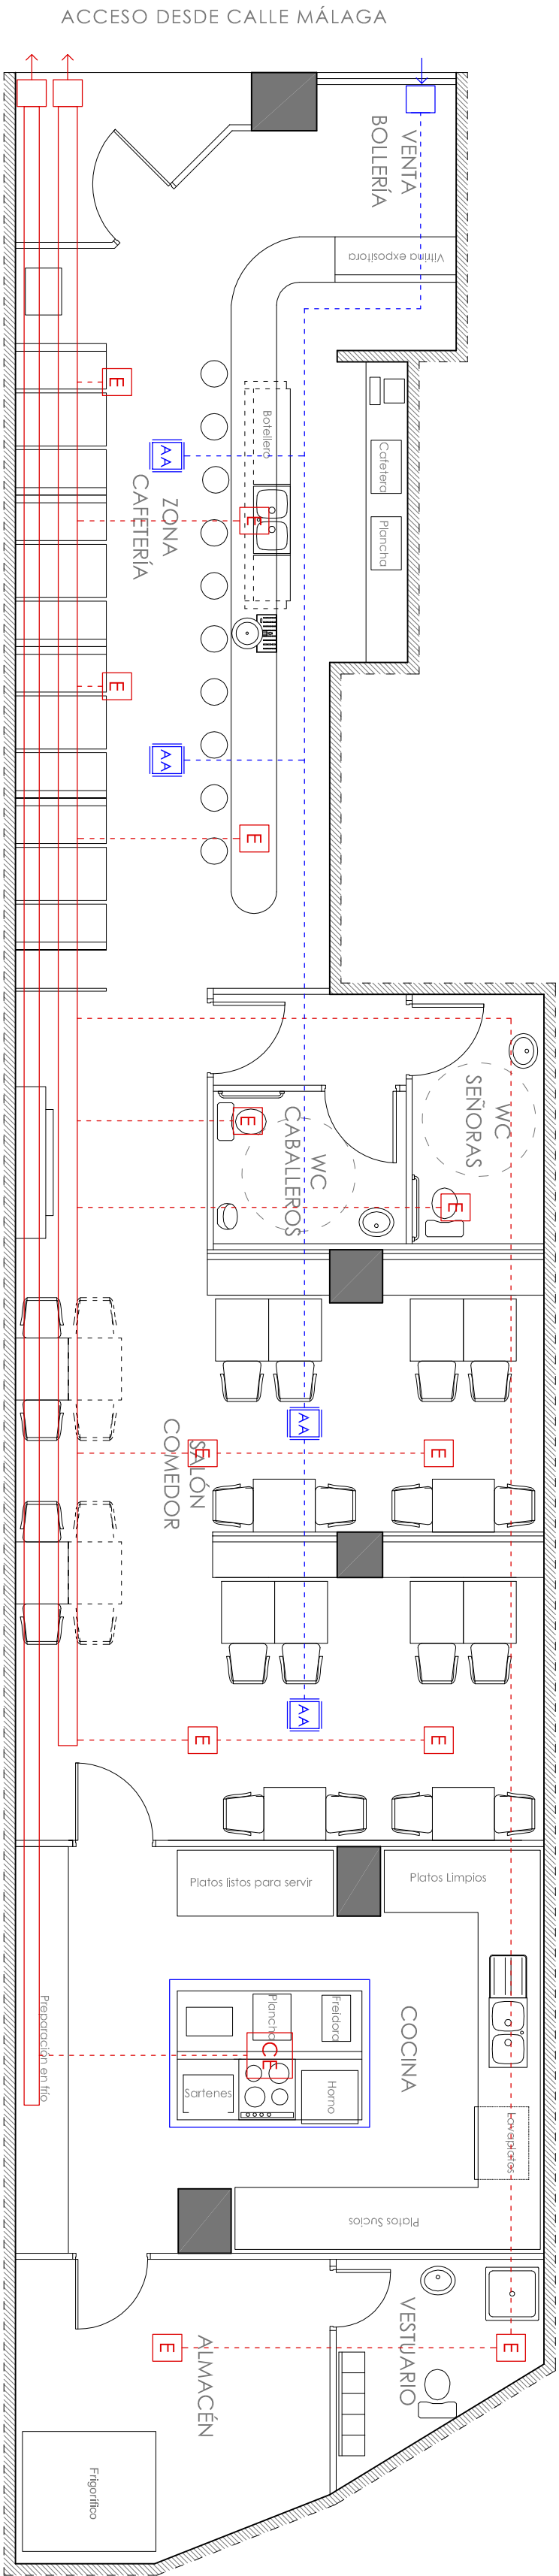 ACCESO DESDE CALLE MÁLAGA
VENTA
BOLLERÍA
Vitrina expositora
E
Botellero
Cafetera
AA
ZONA
CAFETERÍA
E
Plancha
E
AA
E
WC
SEÑORAS
E
WC
CABALLEROS
E
AA
SALÓN
COMEDOR
E
E
AA
E
E
Platos listos para servir
Platos Limpios
Preparación en frío
Plancha
Freidora
COCINA
CE
Sartenes
Horno
Lavaplatos
Platos Sucios
E
ALMACÉN
VESTUARIO
E
Frigorífico